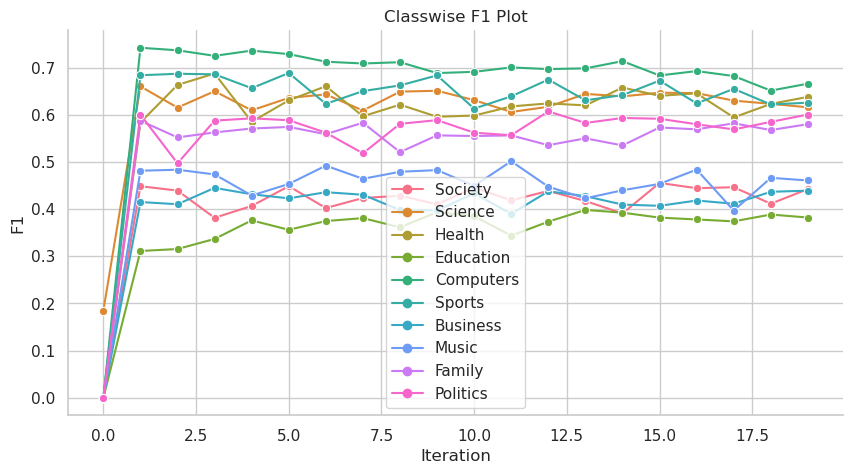 Classwise F1 Plot
F1
0.7
0.6
0.5
0.4
0.3
0.2
0.1
0.0
Society
Science
Health
Education
Computers
Sports
Business
Music
Family
Politics
0.0 2.5 5.0 7.5 10.0 12.5 15.0 17.5
Iteration